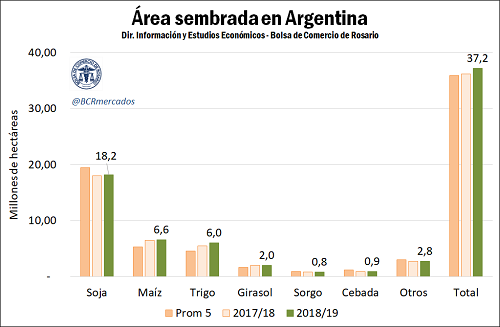 Área sembrada en Argentina
Dir. Información y Estudios Económicos - Bolsa de Comercio de Rosario
@BCRmercados
Millones de hectáreas
40,00
30,00
20,00
10,00
-
18,2
6,6
6,0
2,0
0,8
0,9
2,8
37,2
Soja Maíz Trigo Girasol Sorgo Cebada Otros Total
Prom 5 2017/18 2018/19